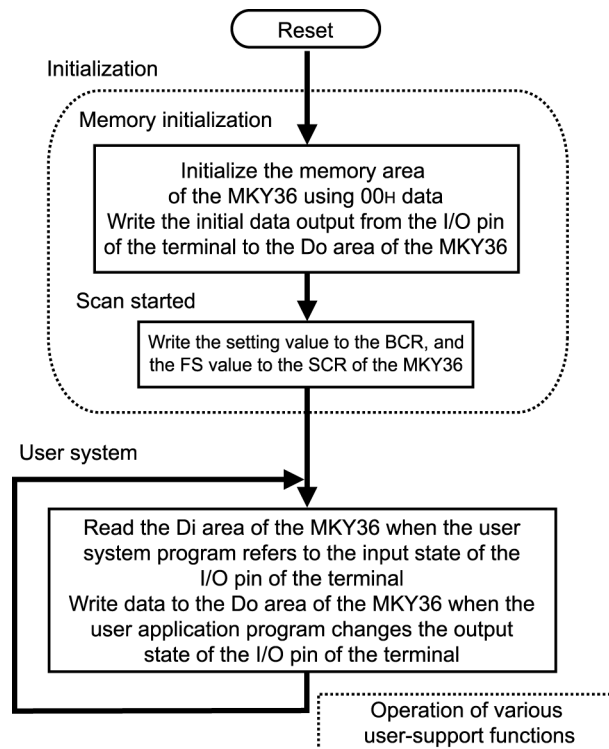 Reset
Initialization
Memory initialization
Initialize the memory area
of the MKY36 using 00H data
Write the initial data output from the I/O pin
of the terminal to the Do area of the MKY36
Scan started
Write the setting value to the BCR, and
the FS value to the SCR of the MKY36
User system
Read the Di area of the MKY36 when the user
system program refers to the input state of the
I/O pin of the terminal
Write data to the Do area of the MKY36 when the
user application program changes the output
state of the I/O pin of the terminal
Operation of various
user-support functions